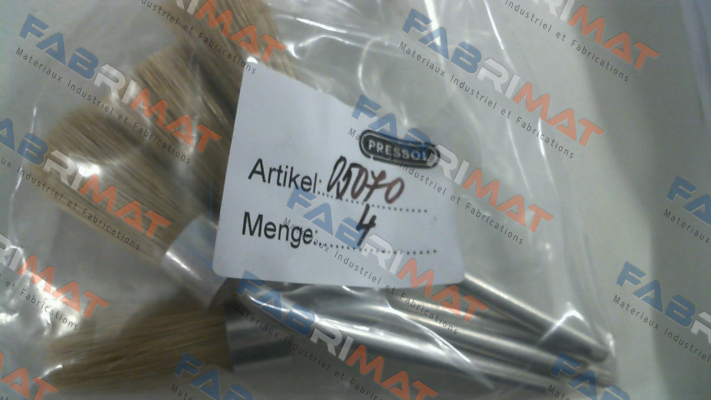 PRESSOL
Artikel: 05070
Menge: 4
FABRIMAT
Materiaux Industriel et Fabrications